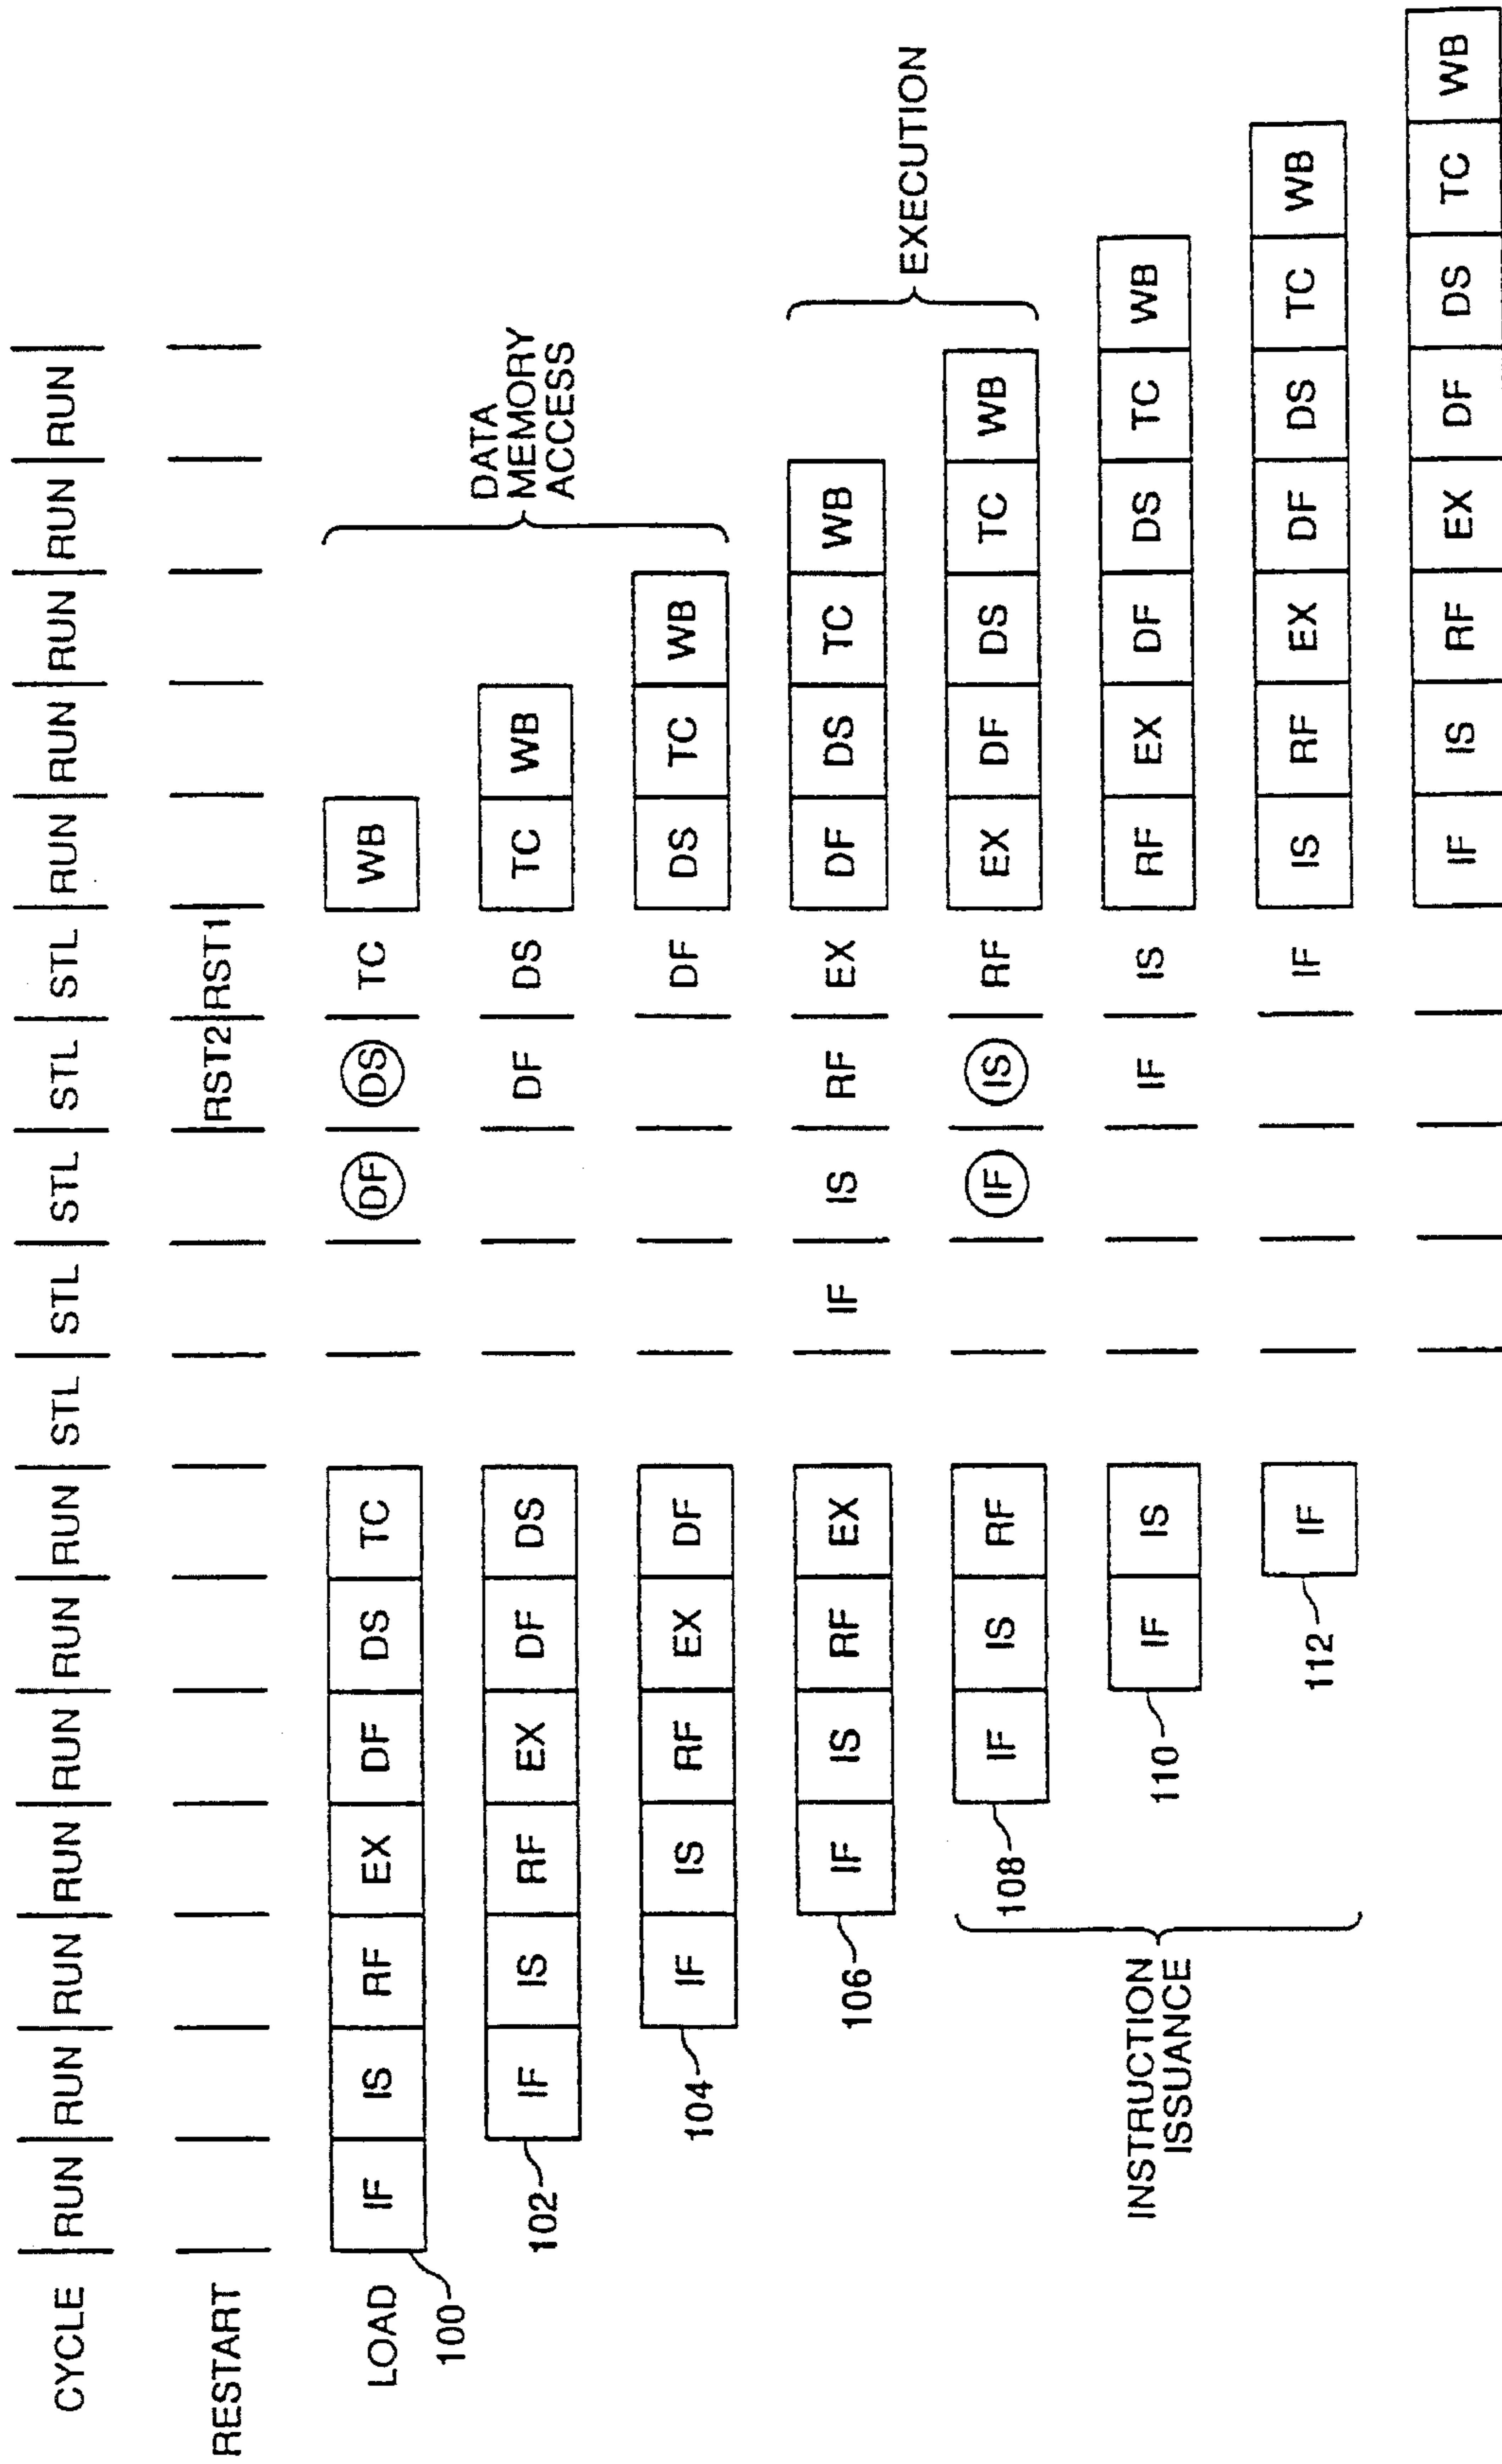 CYCLE RUN RUN RUN RUN RUN RUN RUN STL STL STL STL STL RUN RUN RUN RUN RUN
RESTART RST2 RST1
LOAD IF IS RF EX DF DS TC DF DS TC WB
100
102 IF IS RF EX DF DS DF DS TC WB
DATA
MEMORY
ACCESS
104 IF IS RF EX DF DF DS TC WB
106 IF IS RF EX IF IS RF EX DF DS TC WB
EXECUTION
108 IF IS RF IF IS RF EX DF DS TC WB
INSTRUCTION
ISSUANCE
110 IF IS IF IS RF EX DF DS TC WB
112 IF IF IS RF EX DF DS TC WB
IF IS RF EX DF DS TC WB